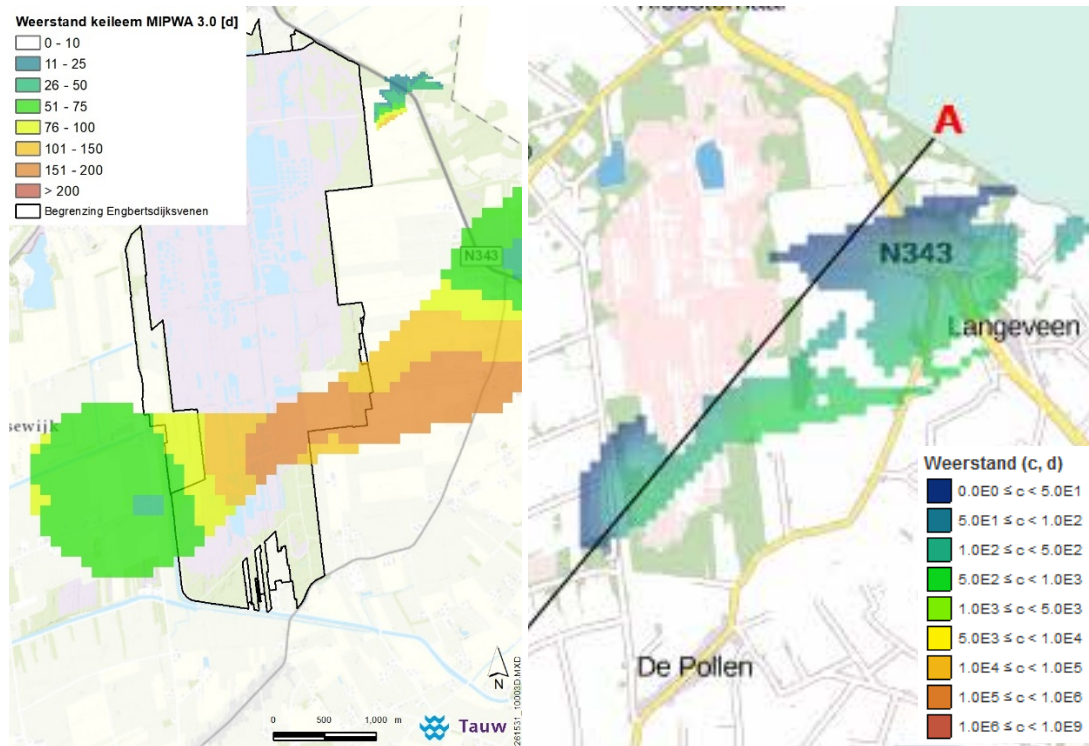 Weerstand keileem MIPWA 3.0 [d]
0 - 10
11 - 25
26 - 50
51 - 75
76 - 100
101 - 150
151 - 200
> 200
Begrenzing Engbertsdijksvenen
N343
sewijk
N
0 500 1,000 m
Tauw
261531_10003D.MXD
A
N343
Langeveen
De Pollen
Weerstand (c, d)
0.0E0 ≤ c < 5.0E1
5.0E1 ≤ c < 1.0E2
1.0E2 ≤ c < 5.0E2
5.0E2 ≤ c < 1.0E3
1.0E3 ≤ c < 5.0E3
5.0E3 ≤ c < 1.0E4
1.0E4 ≤ c < 1.0E5
1.0E5 ≤ c < 1.0E6
1.0E6 ≤ c < 1.0E9